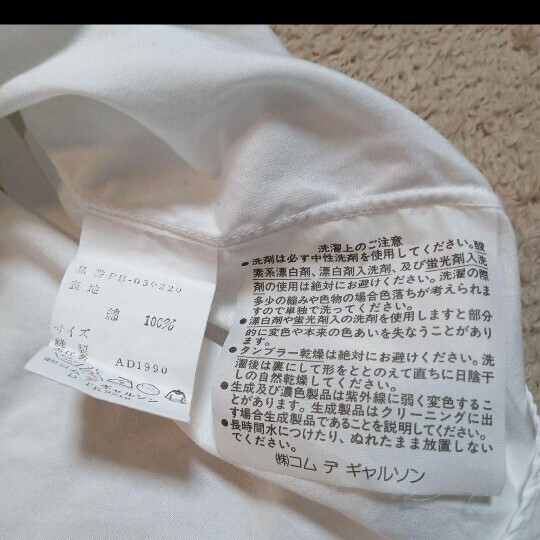 品番PB-030220
表地
綿 100%
サイズ
縫製
AD1990
洗濯上のご注意
●洗剤は必ず中性洗剤を使用してください。酸
素系漂白剤、漂白剤入洗剤、及び蛍光剤入洗
剤の使用は絶対にお避けください。洗濯の際
多少の縮みや色物の場合色落ちが考えられま
すので単独で洗って下さい。
●漂白剤や蛍光剤入の洗剤を使用しますと部分
的に変色や本来の色あいを失なうことがあり
ます。
●タンブラー乾燥は絶対にお避けください。洗
濯後は裏にして形をととのえて直ちに日陰干
しの自然乾燥してください。
●生成及び濃色製品は紫外線に弱く変色するこ
とがあります。生成製品はクリーニングに出
す場合生成製品であることを説明してください。
●長時間水につけたり、ぬれたまま放置しない
でください。
㈱コム デ ギャルソン